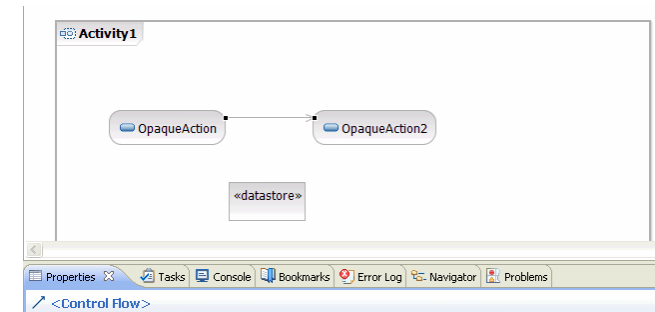 Activity1
OpaqueAction
OpaqueAction2
«datastore»
Properties Tasks Console Bookmarks Error Log Navigator Problems
<Control Flow>